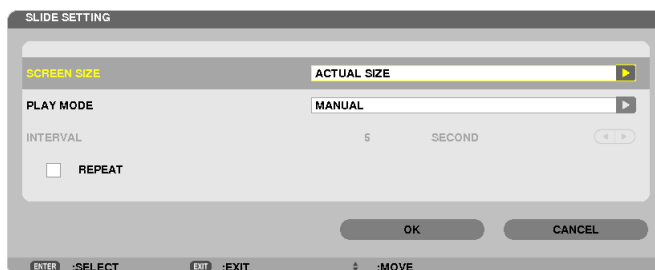 SLIDE SETTING
SCREEN SIZE ACTUAL SIZE
PLAY MODE MANUAL
INTERVAL 5 SECOND
REPEAT
OK CANCEL
ENTER :SELECT EXIT :EXIT :MOVE